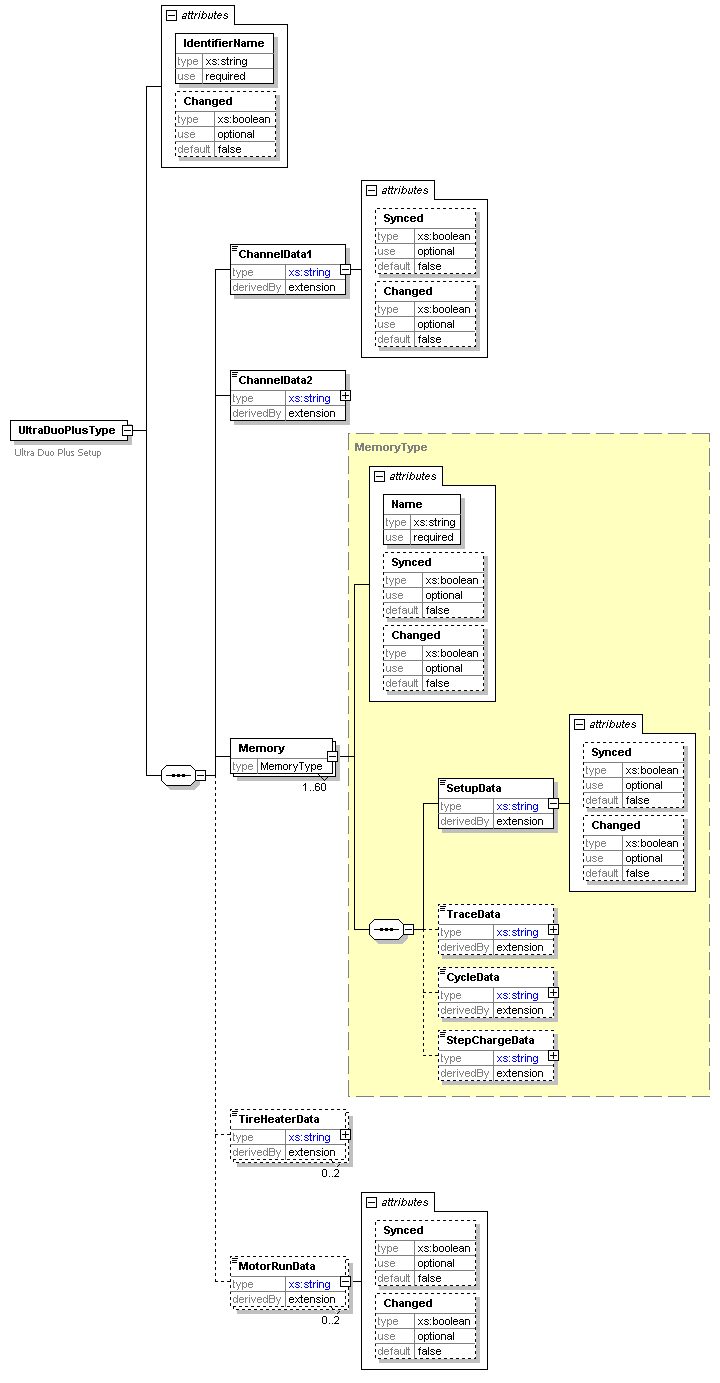 attributes
IdentifierName
type xs:string
use required
Changed
type xs:boolean
use optional
default false
attributes
Synced
type xs:boolean
use optional
default false
Changed
type xs:boolean
use optional
default false
ChannelData1
type xs:string
derivedBy extension
ChannelData2
type xs:string
derivedBy extension
UltraDuoPlusType
Ultra Duo Plus Setup
MemoryType
attributes
Name
type xs:string
use required
Synced
type xs:boolean
use optional
default false
Changed
type xs:boolean
use optional
default false
Memory
type MemoryType
1..60
attributes
Synced
type xs:boolean
use optional
default false
Changed
type xs:boolean
use optional
default false
SetupData
type xs:string
derivedBy extension
TraceData
type xs:string
derivedBy extension
CycleData
type xs:string
derivedBy extension
StepChargeData
type xs:string
derivedBy extension
TireHeaterData
type xs:string
derivedBy extension
0..2
attributes
Synced
type xs:boolean
use optional
default false
Changed
type xs:boolean
use optional
default false
MotorRunData
type xs:string
derivedBy extension
0..2